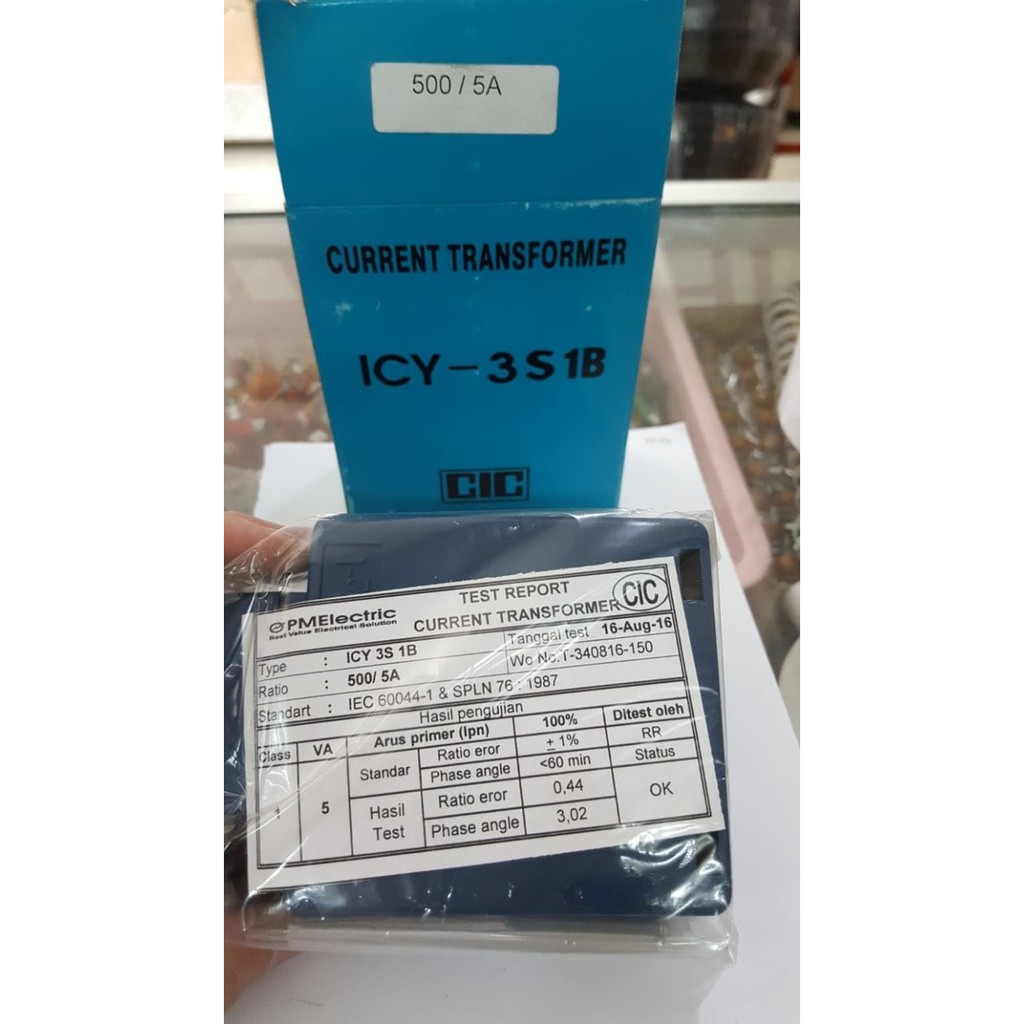 500 / 5A
CURRENT TRANSFORMER
ICY-3S1B
CIC
PMElectric
Best Value Electrical Solution
TEST REPORT
CURRENT TRANSFORMER
CIC
Type : ICY 3S 1B
Tanggal test 16-Aug-16
Ratio : 500/ 5A
Wo No.T-340816-150
Standart : IEC 60044-1 & SPLN 76 : 1987
Hasil pengujian
Class VA Arus primer (Ipn) 100% Ditest oleh
1 5 Standar Ratio eror ± 1% RR
Phase angle <60 min Status
Hasil Test Ratio eror 0,44 OK
Phase angle 3,02